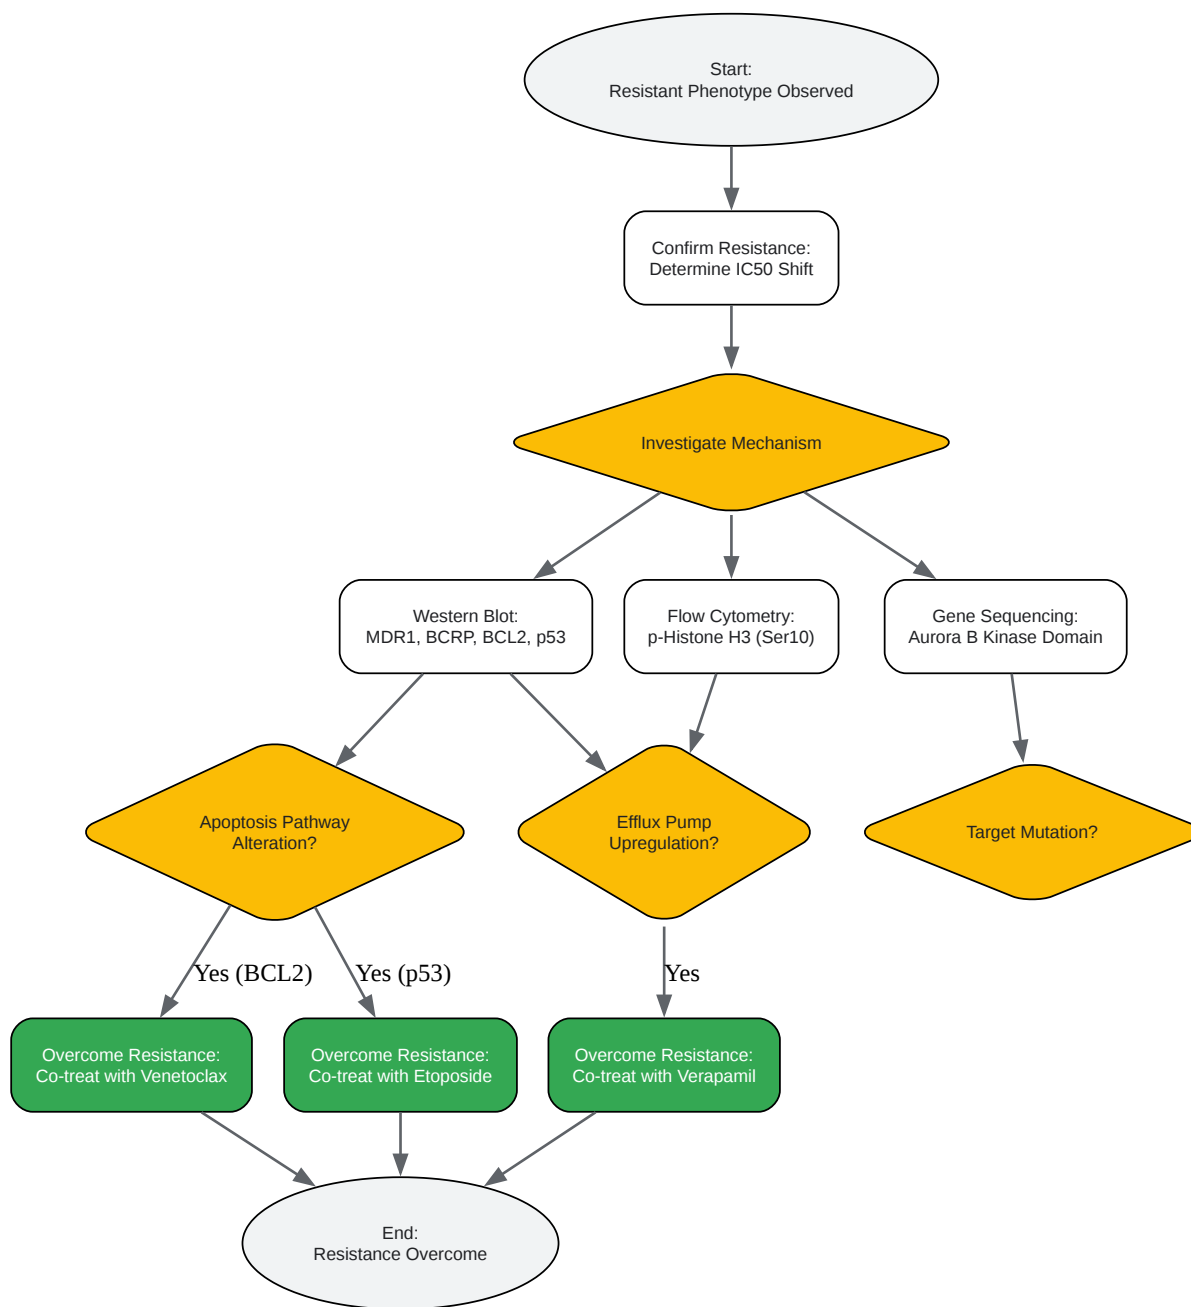 Start:
Resistant Phenotype Observed
Confirm Resistance:
Determine IC50 Shift
Investigate Mechanism
Western Blot:
MDR1, BCRP, BCL2, p53
Flow Cytometry:
p-Histone H3 (Ser10)
Gene Sequencing:
Aurora B Kinase Domain
Apoptosis Pathway
Alteration?
Efflux Pump
Upregulation?
Target Mutation?
Yes (BCL2)
Yes (p53)
Yes
Overcome Resistance:
Co-treat with Venetoclax
Overcome Resistance:
Co-treat with Etoposide
Overcome Resistance:
Co-treat with Verapamil
End:
Resistance Overcome